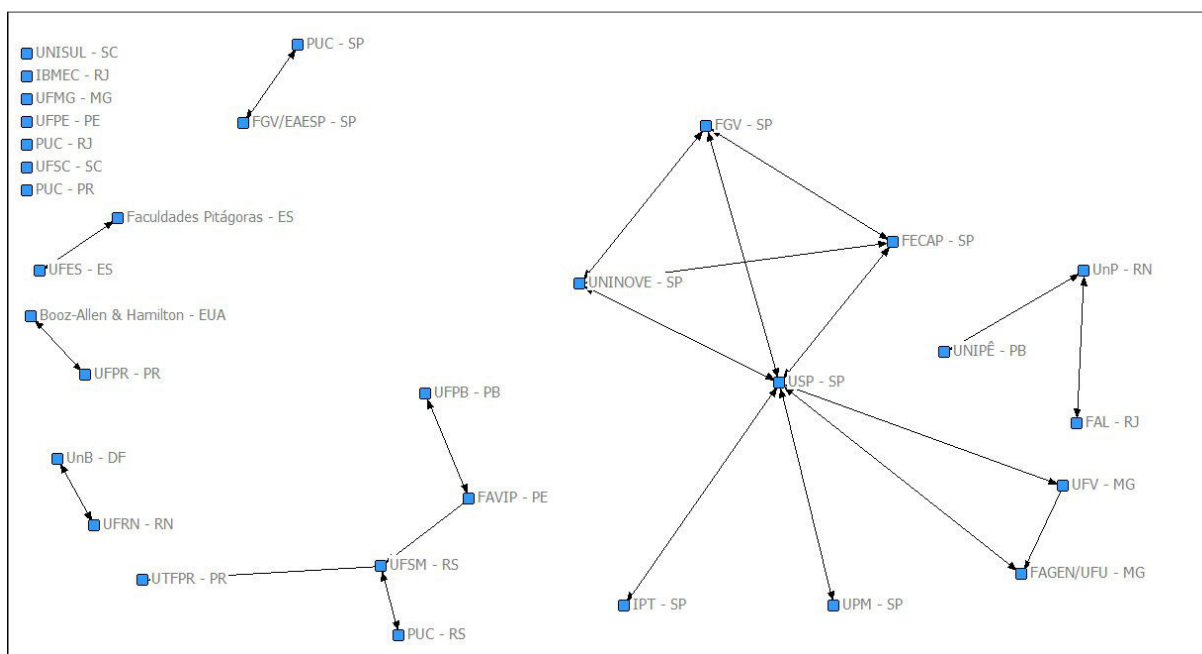 PUC - SP
UNISUL - SC
IBMEC - RJ
UFMG - MG
UFPE - PE
PUC - RJ
UFSC - SC
PUC - PR
FGV/EAESP - SP
FGV - SP
Faculdades Pitágoras - ES
FECAP - SP
UFES - ES
UNINOVE - SP
UnP - RN
Booz-Allen & Hamilton - EUA
UNIPÊ - PB
UFPR - PR
USP - SP
UFPB - PB
FAL - RJ
UnB - DF
UFV - MG
FAVIP - PE
UFRN - RN
UFSM - RS
FAGEN/UFU - MG
UTFPR - PR
IPT - SP
UPM - SP
PUC - RS